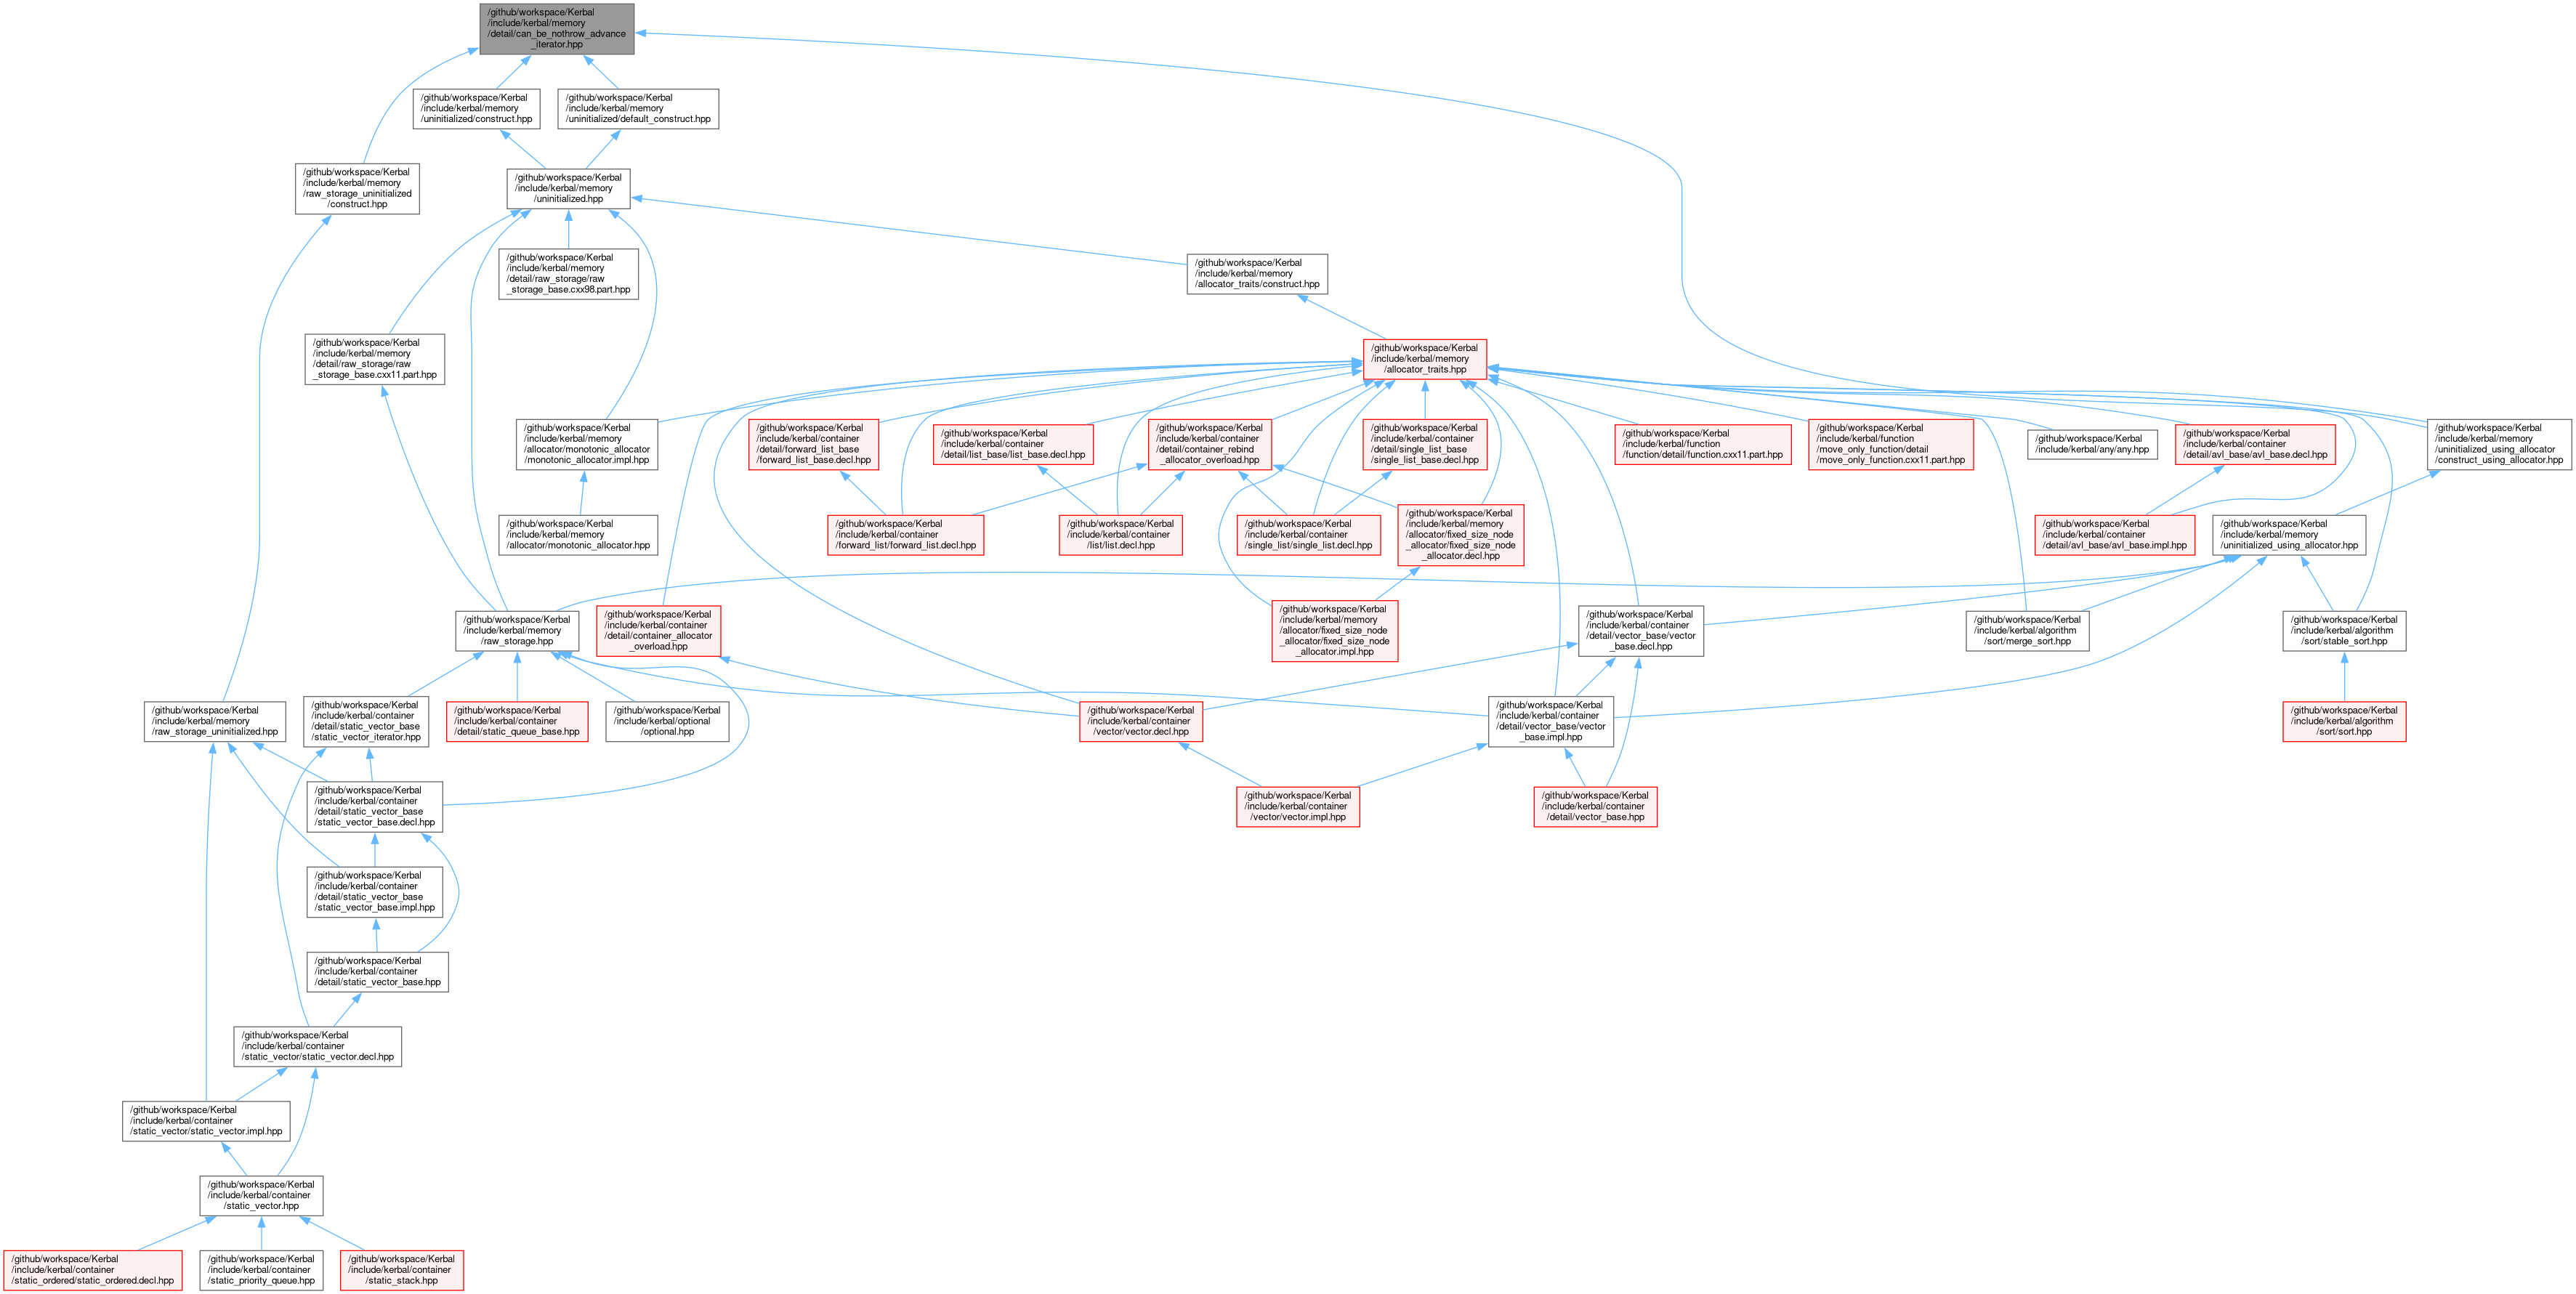 /github/workspace/Kerbal
/include/kerbal/memory
/detail/can_be_nothrow_advance
_iterator.hpp
/github/workspace/Kerbal
/include/kerbal/memory
/uninitialized/construct.hpp
/github/workspace/Kerbal
/include/kerbal/memory
/uninitialized/default_construct.hpp
/github/workspace/Kerbal
/include/kerbal/memory
/raw_storage_uninitialized
/construct.hpp
/github/workspace/Kerbal
/include/kerbal/memory
/uninitialized.hpp
/github/workspace/Kerbal
/include/kerbal/memory
/detail/raw_storage/raw
_storage_base.cxx98.part.hpp
/github/workspace/Kerbal
/include/kerbal/memory
/allocator_traits/construct.hpp
/github/workspace/Kerbal
/include/kerbal/memory
/detail/raw_storage/raw
_storage_base.cxx11.part.hpp
/github/workspace/Kerbal
/include/kerbal/memory
/allocator_traits.hpp
/github/workspace/Kerbal
/include/kerbal/memory
/allocator/monotonic_allocator
/monotonic_allocator.impl.hpp
/github/workspace/Kerbal
/include/kerbal/container
/detail/forward_list_base
/forward_list_base.decl.hpp
/github/workspace/Kerbal
/include/kerbal/container
/detail/list_base/list_base.decl.hpp
/github/workspace/Kerbal
/include/kerbal/container
/detail/container_rebind
_allocator_overload.hpp
/github/workspace/Kerbal
/include/kerbal/container
/detail/single_list_base
/single_list_base.decl.hpp
/github/workspace/Kerbal
/include/kerbal/function
/function/detail/function.cxx11.part.hpp
/github/workspace/Kerbal
/include/kerbal/function
/move_only_function/detail
/move_only_function.cxx11.part.hpp
/github/workspace/Kerbal
/include/kerbal/any/any.hpp
/github/workspace/Kerbal
/include/kerbal/container
/detail/avl_base/avl_base.decl.hpp
/github/workspace/Kerbal
/include/kerbal/memory
/uninitialized_using_allocator
/construct_using_allocator.hpp
/github/workspace/Kerbal
/include/kerbal/memory
/allocator/monotonic_allocator.hpp
/github/workspace/Kerbal
/include/kerbal/container
/forward_list/forward_list.decl.hpp
/github/workspace/Kerbal
/include/kerbal/container
/list/list.decl.hpp
/github/workspace/Kerbal
/include/kerbal/container
/single_list/single_list.decl.hpp
/github/workspace/Kerbal
/include/kerbal/memory
/allocator/fixed_size_node
_allocator/fixed_size_node
_allocator.decl.hpp
/github/workspace/Kerbal
/include/kerbal/container
/detail/avl_base/avl_base.impl.hpp
/github/workspace/Kerbal
/include/kerbal/memory
/uninitialized_using_allocator.hpp
/github/workspace/Kerbal
/include/kerbal/memory
/raw_storage.hpp
/github/workspace/Kerbal
/include/kerbal/container
/detail/container_allocator
_overload.hpp
/github/workspace/Kerbal
/include/kerbal/memory
/allocator/fixed_size_node
_allocator/fixed_size_node
_allocator.impl.hpp
/github/workspace/Kerbal
/include/kerbal/container
/detail/vector_base/vector
_base.decl.hpp
/github/workspace/Kerbal
/include/kerbal/algorithm
/sort/merge_sort.hpp
/github/workspace/Kerbal
/include/kerbal/algorithm
/sort/stable_sort.hpp
/github/workspace/Kerbal
/include/kerbal/memory
/raw_storage_uninitialized.hpp
/github/workspace/Kerbal
/include/kerbal/container
/detail/static_vector_base
/static_vector_iterator.hpp
/github/workspace/Kerbal
/include/kerbal/container
/detail/static_queue_base.hpp
/github/workspace/Kerbal
/include/kerbal/optional
/optional.hpp
/github/workspace/Kerbal
/include/kerbal/container
/vector/vector.decl.hpp
/github/workspace/Kerbal
/include/kerbal/container
/detail/vector_base/vector
_base.impl.hpp
/github/workspace/Kerbal
/include/kerbal/algorithm
/sort/sort.hpp
/github/workspace/Kerbal
/include/kerbal/container
/detail/static_vector_base
/static_vector_base.decl.hpp
/github/workspace/Kerbal
/include/kerbal/container
/vector/vector.impl.hpp
/github/workspace/Kerbal
/include/kerbal/container
/detail/vector_base.hpp
/github/workspace/Kerbal
/include/kerbal/container
/detail/static_vector_base
/static_vector_base.impl.hpp
/github/workspace/Kerbal
/include/kerbal/container
/detail/static_vector_base.hpp
/github/workspace/Kerbal
/include/kerbal/container
/static_vector/static_vector.decl.hpp
/github/workspace/Kerbal
/include/kerbal/container
/static_vector/static_vector.impl.hpp
/github/workspace/Kerbal
/include/kerbal/container
/static_vector.hpp
/github/workspace/Kerbal
/include/kerbal/container
/static_ordered/static_ordered.decl.hpp
/github/workspace/Kerbal
/include/kerbal/container
/static_priority_queue.hpp
/github/workspace/Kerbal
/include/kerbal/container
/static_stack.hpp